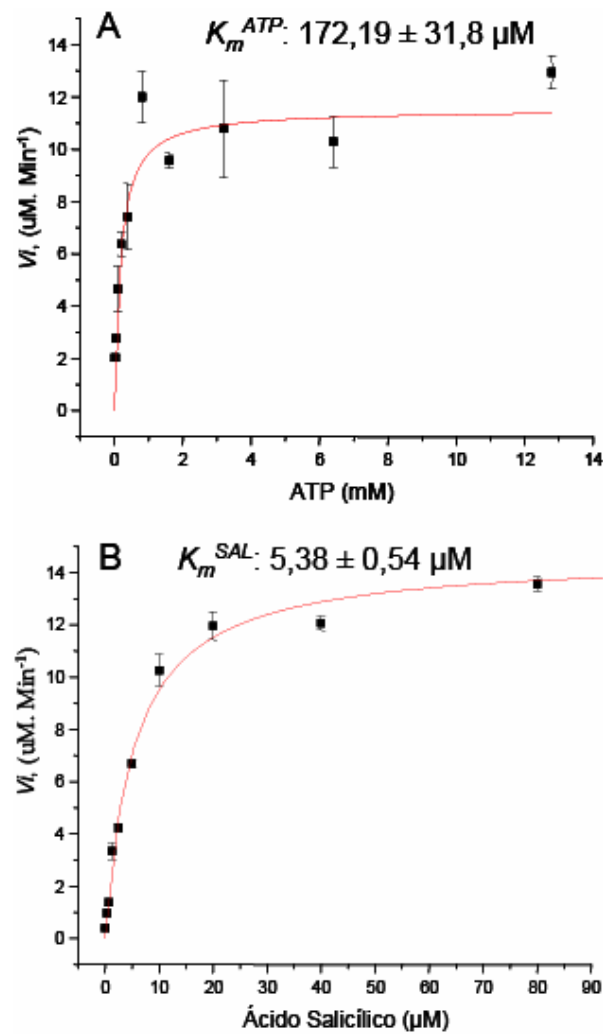 A
K_m^ATP: 172,19 ± 31,8 µM
14
12
10
8
6
4
2
0
Vi, (uM. Min⁻¹)
0 2 4 6 8 10 12 14
ATP (mM)
B
K_m^SAL: 5,38 ± 0,54 µM
14
12
10
8
6
4
2
0
Vi, (uM. Min⁻¹)
0 10 20 30 40 50 60 70 80 90
Ácido Salicílico (µM)